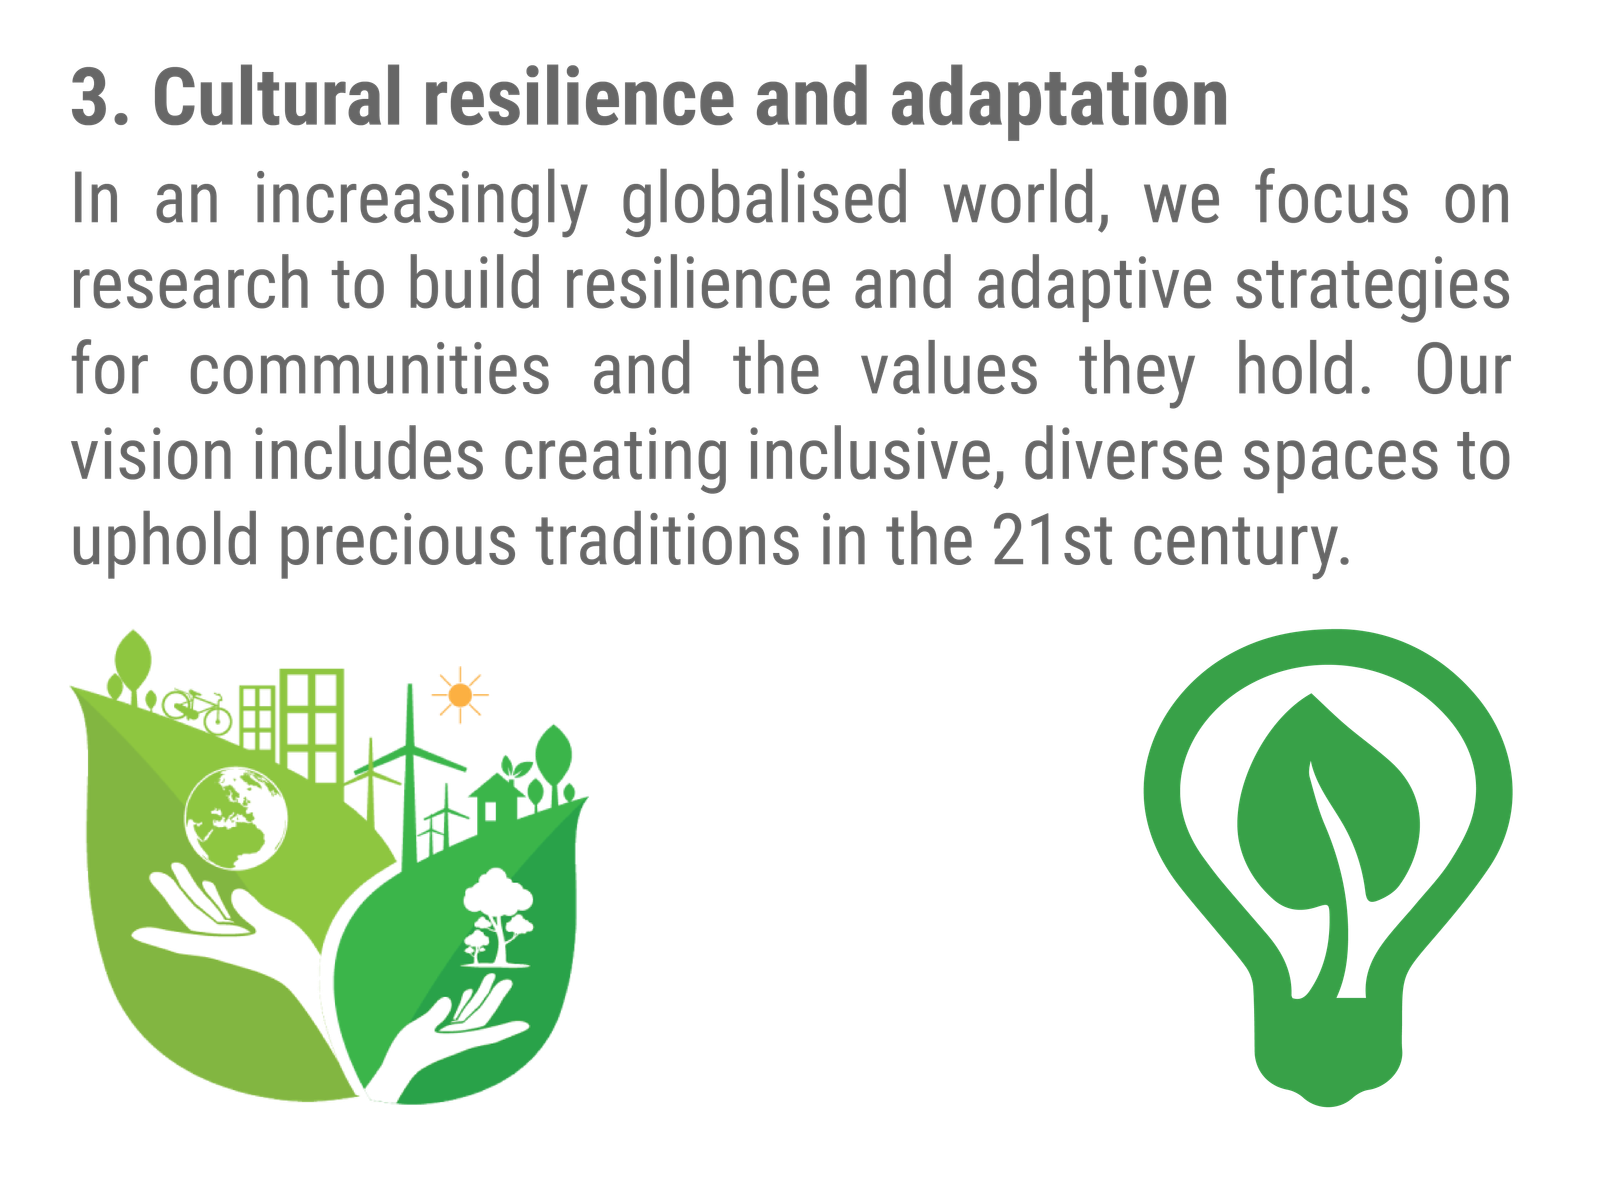 3. Cultural resilience and adaptation
In an increasingly globalised world, we focus on
research to build resilience and adaptive strategies
for communities and the values they hold. Our
vision includes creating inclusive, diverse spaces to
uphold precious traditions in the 21st century.